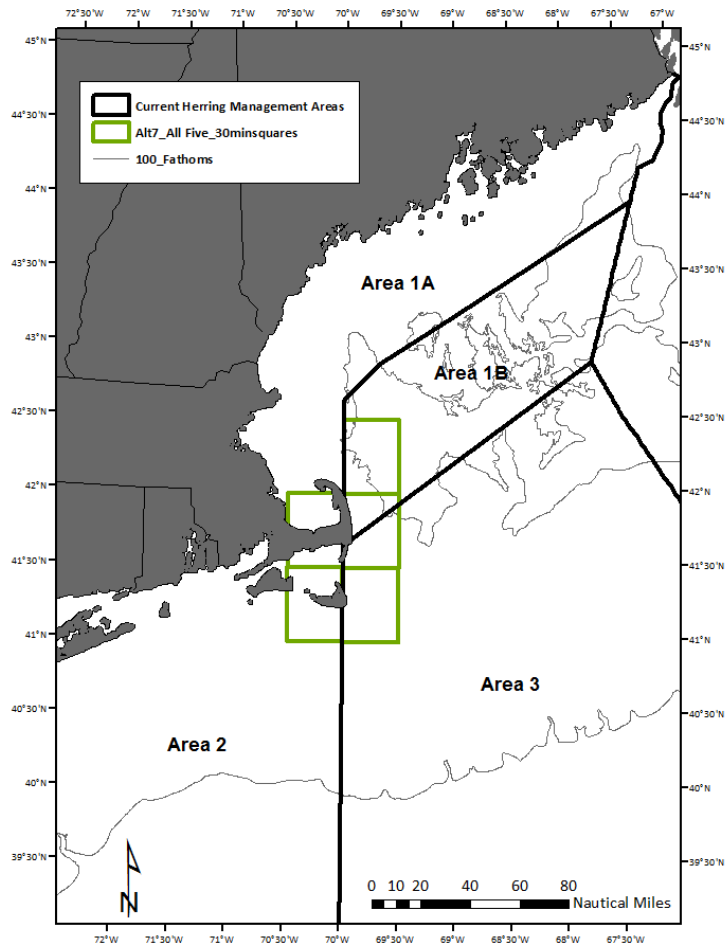 72°30'W 72°W 71°30'W 71°W 70°30'W 70°W 69°30'W 69°W 68°30'W 68°W 67°30'W 67°W
45°N 45°N
Current Herring Management Areas
44°30'N Alt7_All Five_30minsquares 44°30'N
100_Fathoms
44°N 44°N
43°30'N 43°30'N
Area 1A
43°N 43°N
Area 1B
42°30'N 42°30'N
42°N 42°N
41°30'N 41°30'N
41°N 41°N
Area 3
40°30'N 40°30'N
Area 2
40°N 40°N
39°30'N 39°30'N
N 0 10 20 40 60 80
Nautical Miles
72°W 71°30'W 71°W 70°30'W 70°W 69°30'W 69°W 68°30'W 68°W 67°30'W